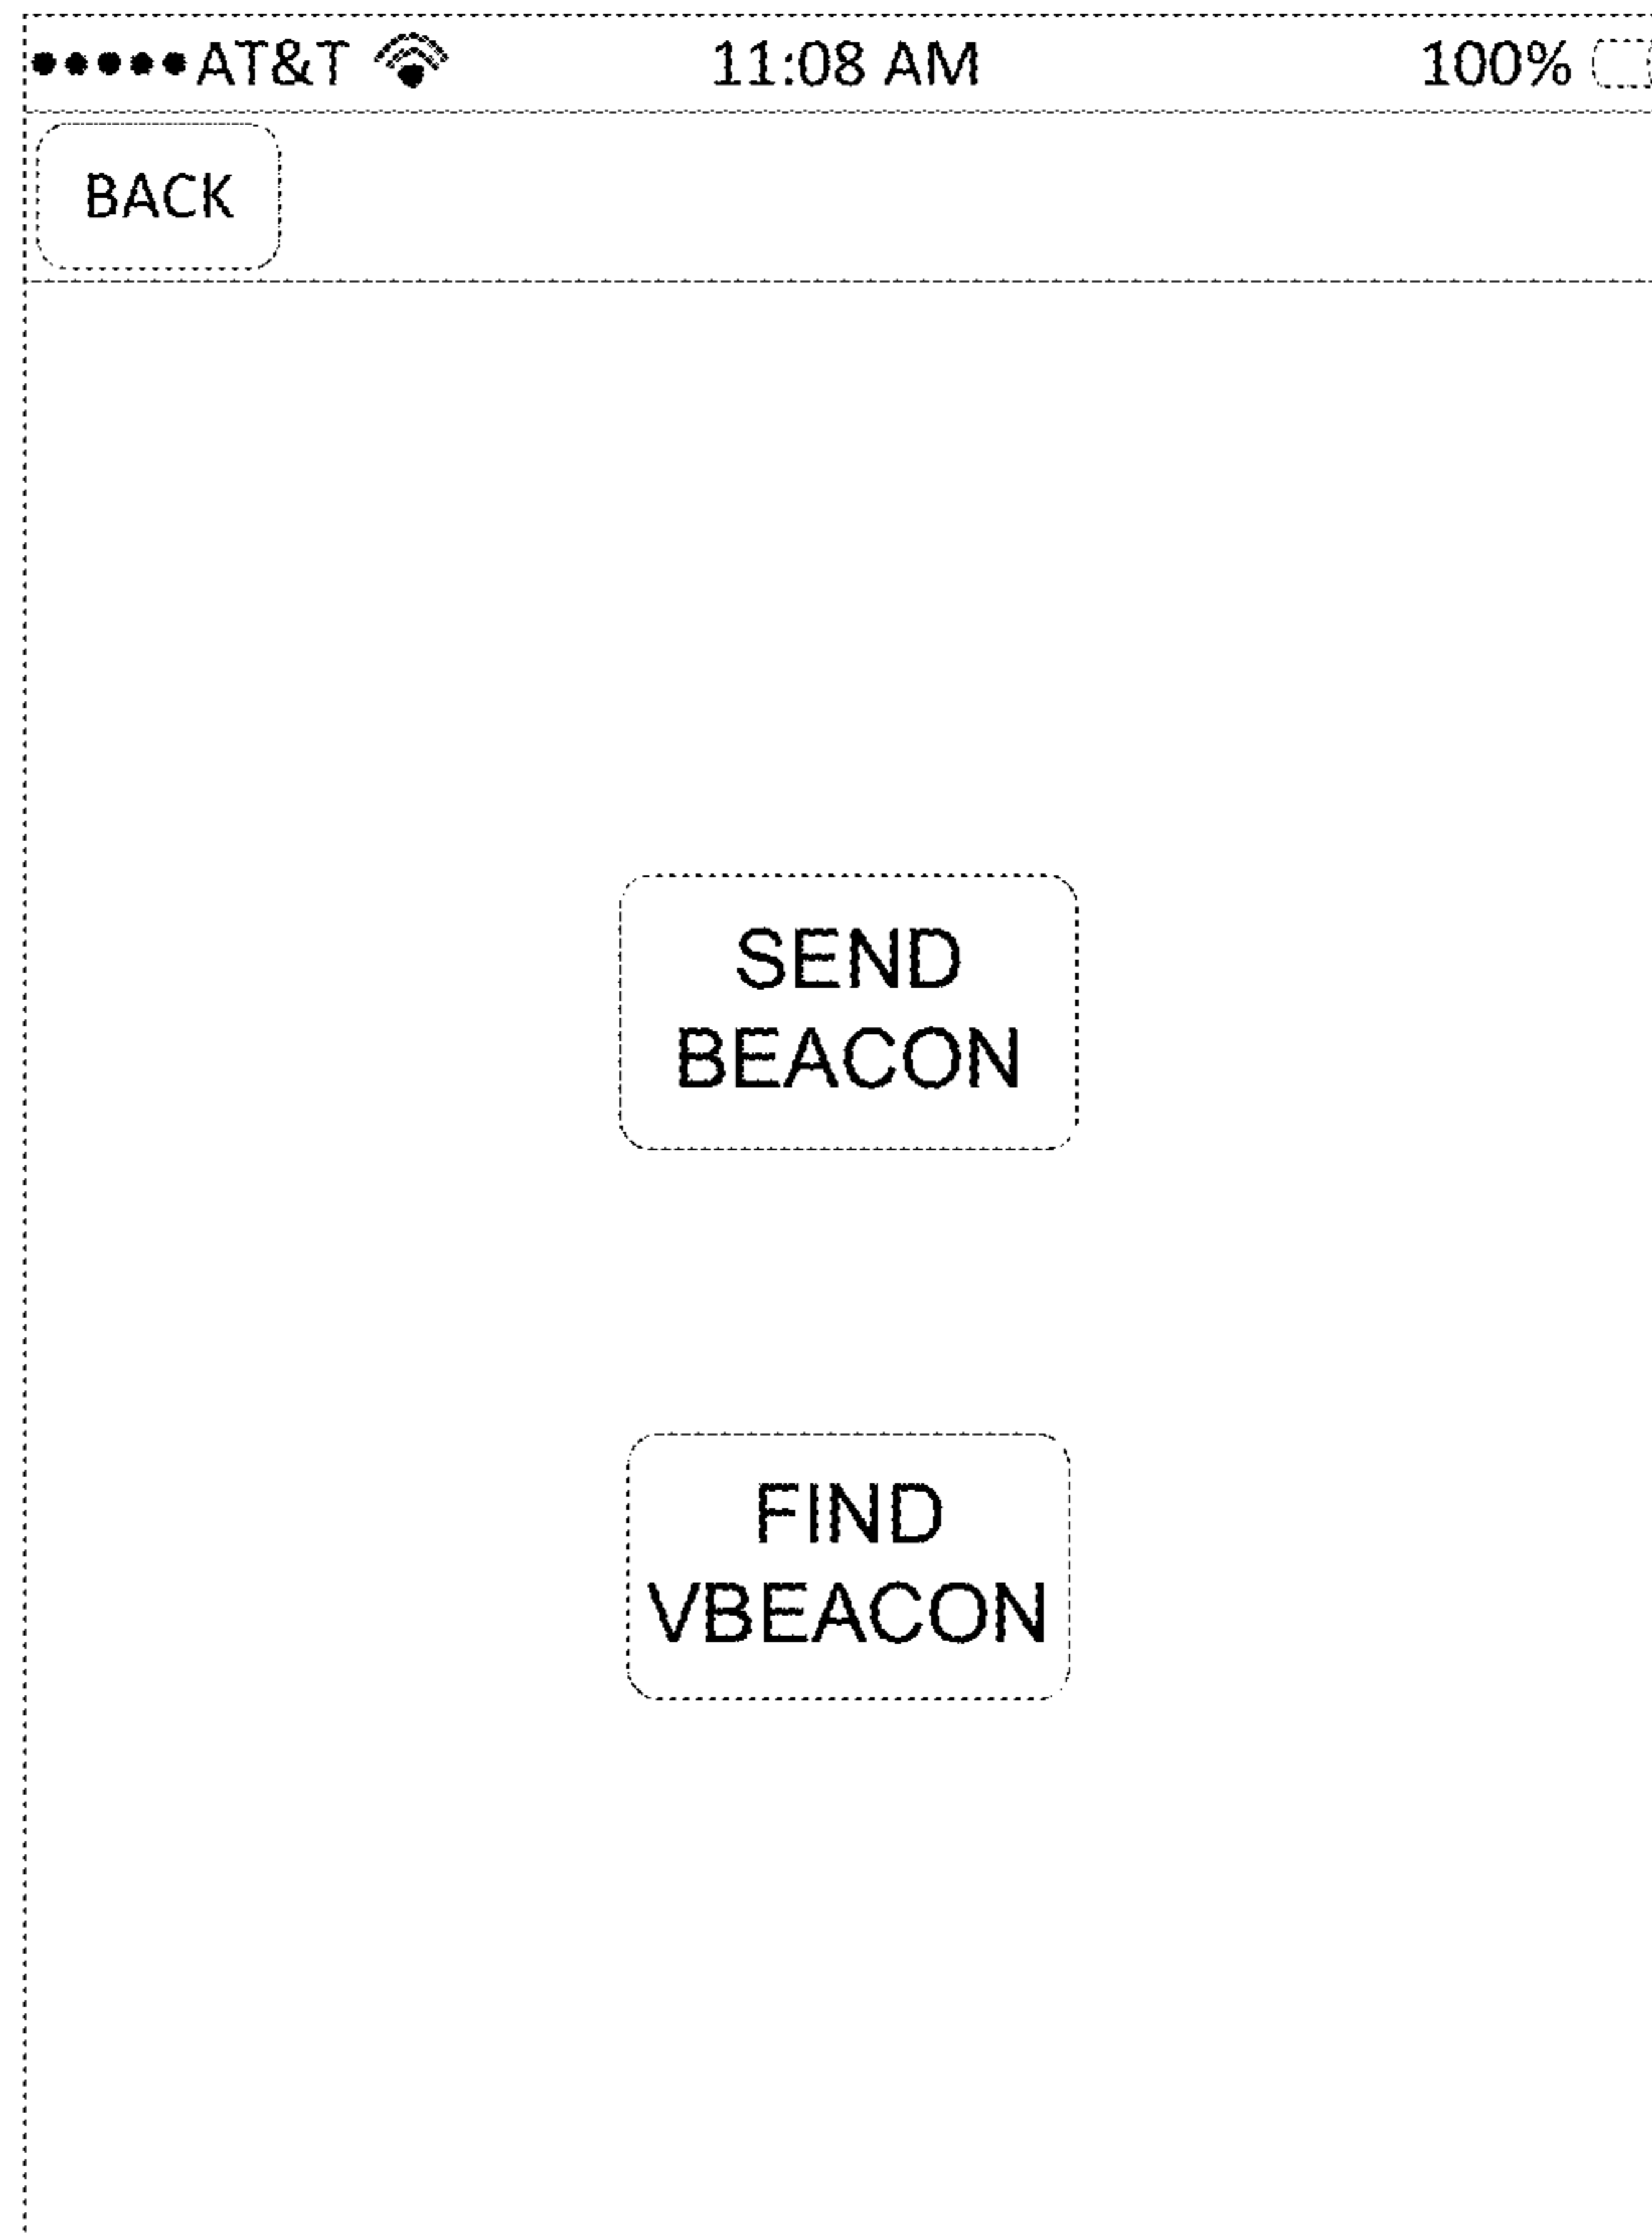 ●●●●●AT&T 11:08 AM 100%
BACK
SEND
BEACON
FIND
VBEACON